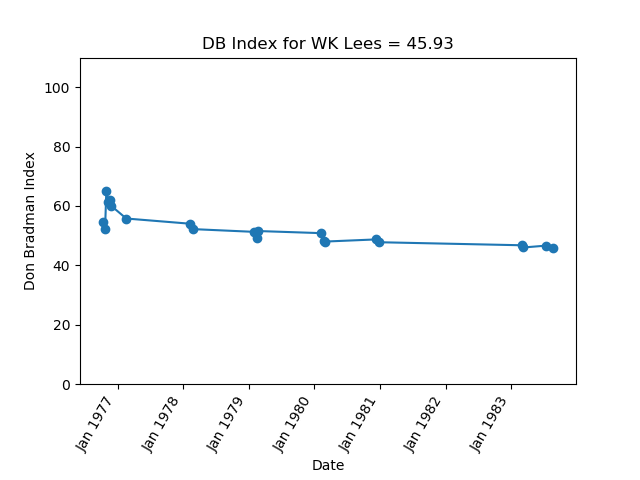 DB Index for WK Lees = 45.93
Don Bradman Index
100
80
60
40
20
0
Jan 1977
Jan 1978
Jan 1979
Jan 1980
Jan 1981
Jan 1982
Jan 1983
Date